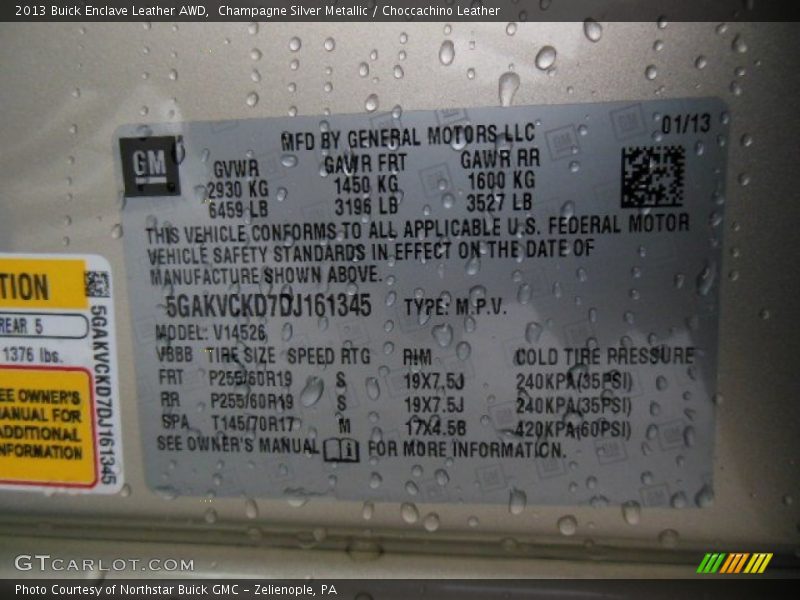 2013 Buick Enclave Leather AWD,  Champagne Silver Metallic / Choccachino Leather
MFD BY GENERAL MOTORS LLC
01/13
GM
GVWR GAWR FRT GAWR RR
2930 KG 1450 KG 1600 KG
6459 LB 3196 LB 3527 LB
THIS VEHICLE CONFORMS TO ALL APPLICABLE U.S. FEDERAL MOTOR
VEHICLE SAFETY STANDARDS IN EFFECT ON THE DATE OF
MANUFACTURE SHOWN ABOVE.
5GAKVCKD7DJ161345 TYPE: M.P.V.
MODEL: V14526
VBBB TIRE SIZE SPEED RTG RIM COLD TIRE PRESSURE
FRT P255/60R19 S 19X7.5J 240KPA(35PSI)
RR P255/60R19 S 19X7.5J 240KPA(35PSI)
SPA T145/70R17 M 17X4.5B 420KPA(60PSI)
SEE OWNER'S MANUAL FOR MORE INFORMATION.
TION
REAR 5
1376 lbs.
EE OWNER'S
MANUAL FOR
ADDITIONAL
NFORMATION
5GAKVCKD7DJ161345
GTCARLOT.COM
Photo Courtesy of Northstar Buick GMC - Zelienople, PA